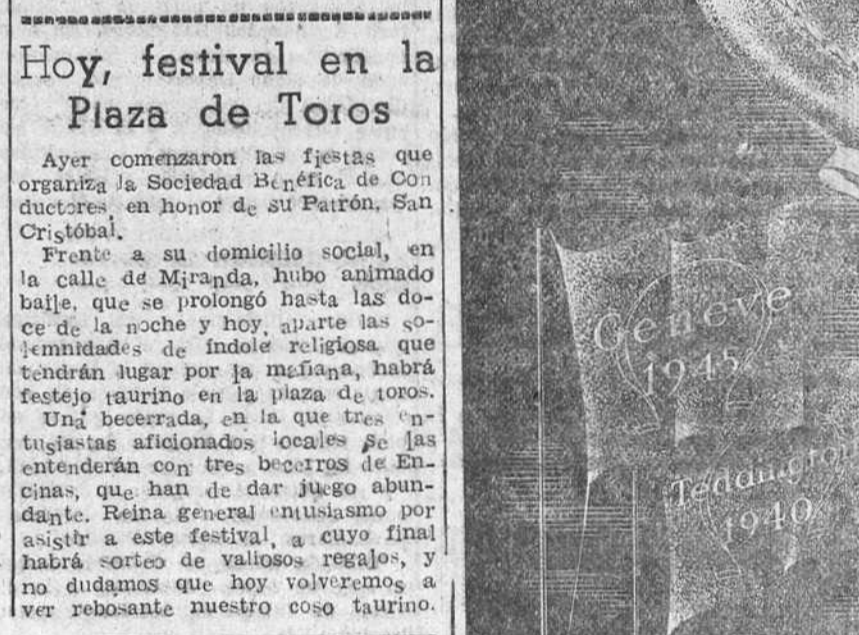 Hoy, festival en la
Plaza de Toros
Ayer comenzaron las fiestas que
organiza la Sociedad Benéfica de Con
ductores, en honor de su Patrón, San
Cristóbal.
Frente a su domicilio social, en
la calle de Miranda, hubo animado
baile, que se prolongó hasta las do-
ce de la noche y hoy, aparte las so-
lemnidades de índole religiosa que
tendrán lugar por la mañana, habrá
festejo taurino en la plaza de toros.
Una becerrada, en la que tres en-
tusiastas aficionados locales se las
entenderán con tres becerros de En-
cinas, que han de dar juego abun-
dante. Reina general entusiasmo por
asistir a este festival, a cuyo final
habrá sorteo de valiosos regalos, y
no dudamos que hoy volveremos a
ver rebosante nuestro coso taurino.
Geneve
1945
Teddington
1940